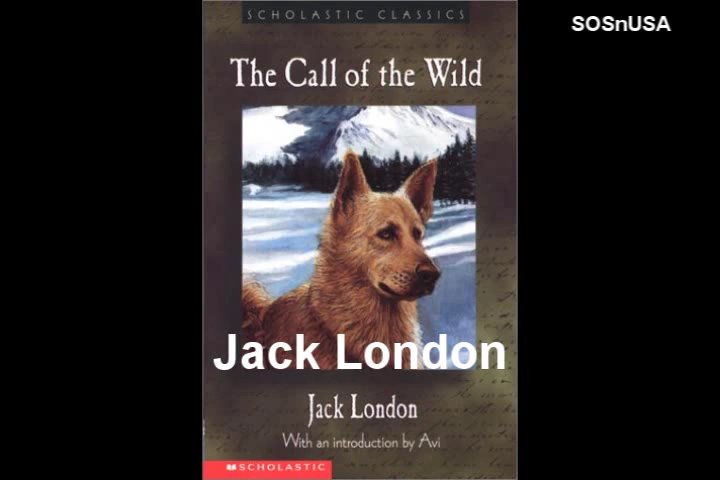 SCHOLASTIC CLASSICS
SOSnUSA
The Call of the Wild
Jack London
Jack London
With an introduction by Avi
SCHOLASTIC